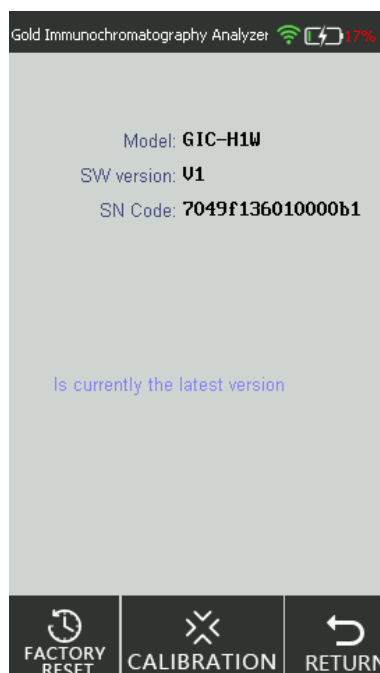 Gold Immunochromatography Analyzer 17%
Model: GIC-H1W
SW version: V1
SN Code: 7049f136010000b1
Is currently the latest version
FACTORY
RESET
CALIBRATION
RETURN